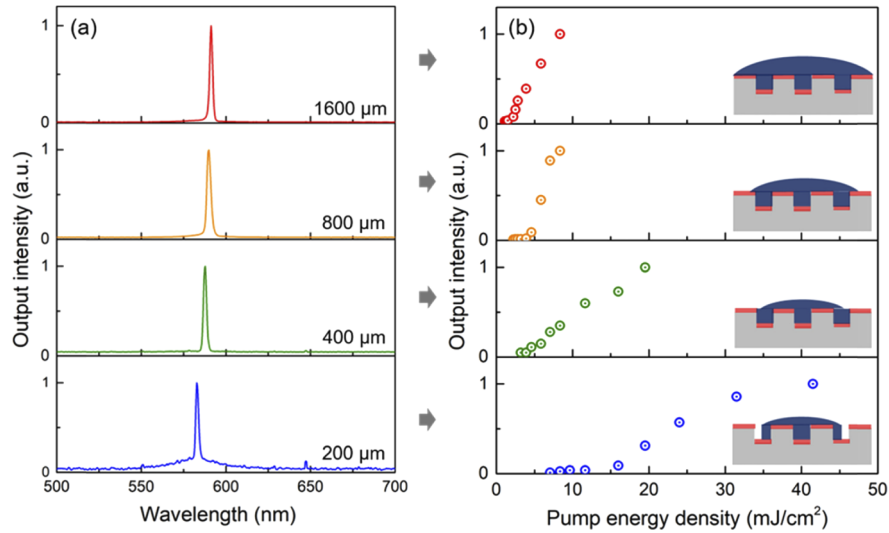 (a)
1
0
1600 μm
1
0
800 μm
1
0
400 μm
1
0
200 μm
500
550
600
650
700
Wavelength (nm)
Output intensity (a.u.)
(b)
1
0
1
0
1
0
1
0
0
10
20
30
40
50
Pump energy density (mJ/cm²)
Output intensity (a.u.)